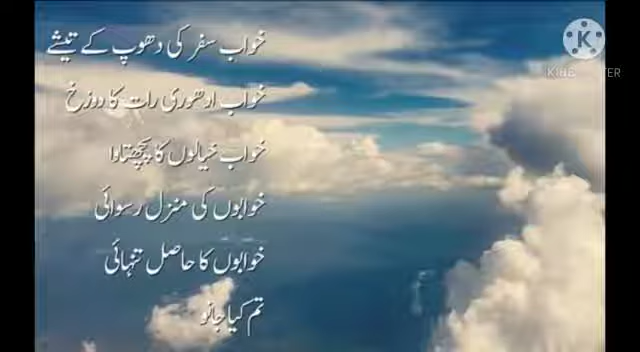 خواب سفر کی دھوپ کے تیشے
خواب ادھوری رات کا دوزخ
خواب خیالوں کا پچھتاوا
خوابوں کی منزل رسوائی
خوابوں کا حاصل تنہائی
تم کیا جانو
KINEMASTER